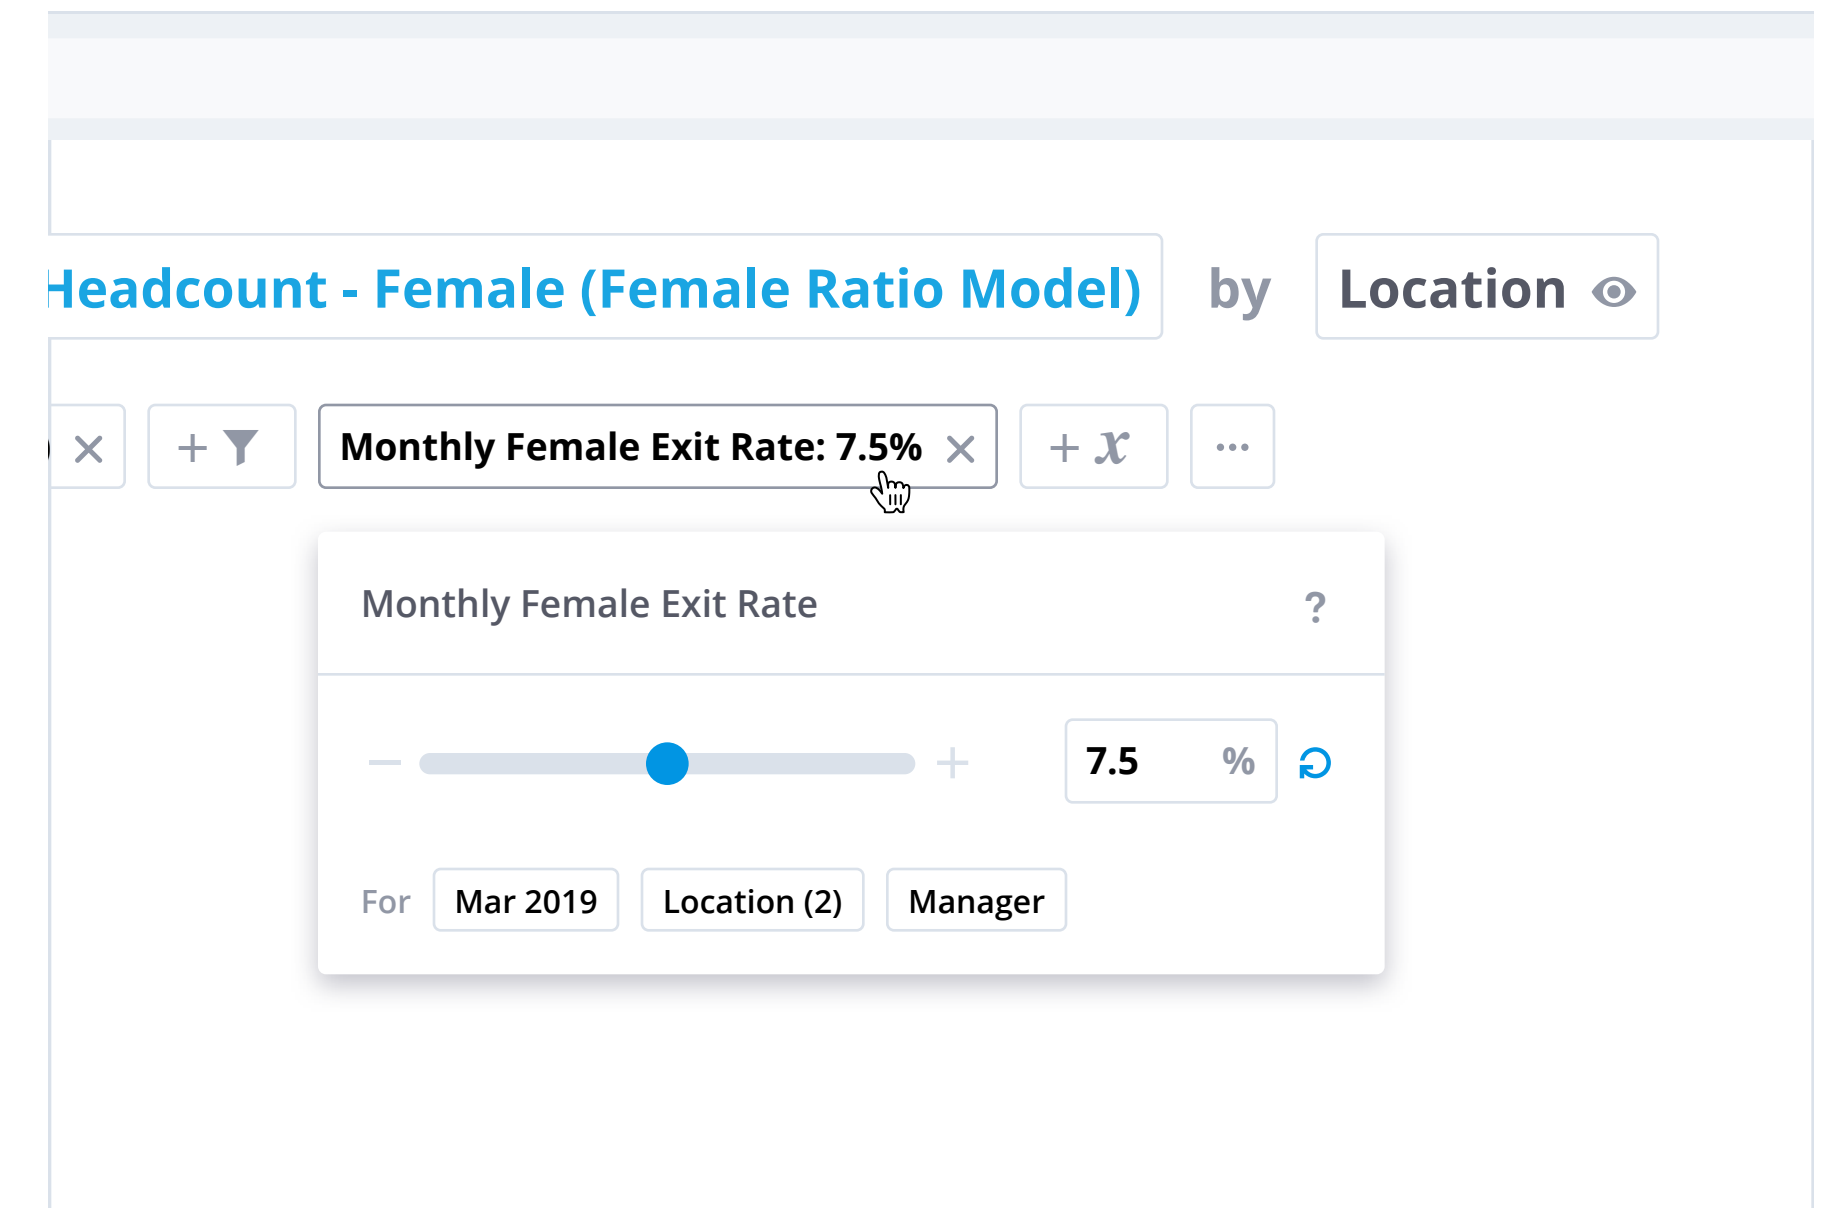 Headcount - Female (Female Ratio Model) by Location
) × + Monthly Female Exit Rate: 7.5% × + x ...
Monthly Female Exit Rate ?
− + 7.5 %
For Mar 2019 Location (2) Manager